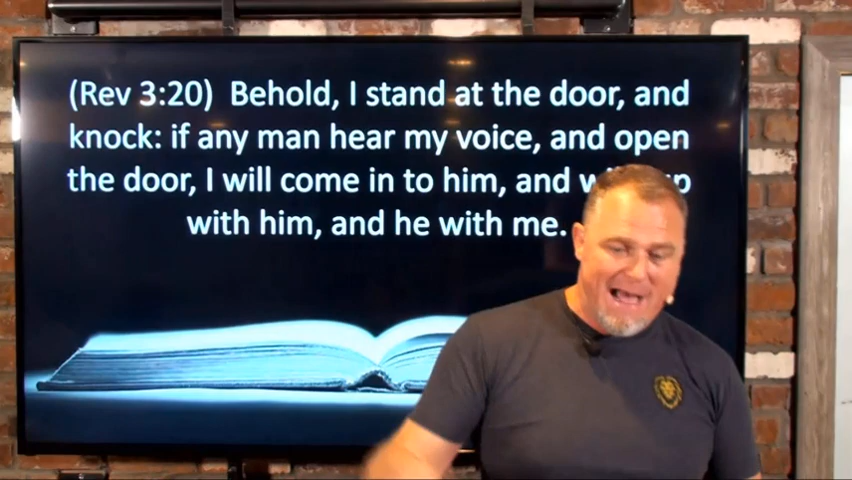 (Rev 3:20) Behold, I stand at the door, and
knock: if any man hear my voice, and open
the door, I will come in to him, and
with him, and he with me.